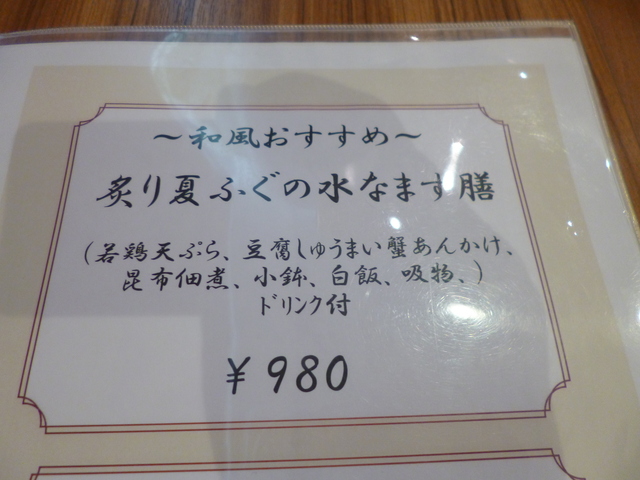 ～和風おすすめ～
炙り夏ふぐの水なます膳
(若鶏天ぷら、豆腐しゅうまい蟹あんかけ、
昆布佃煮、小鉢、白飯、吸物、)
ドリンク付
¥980